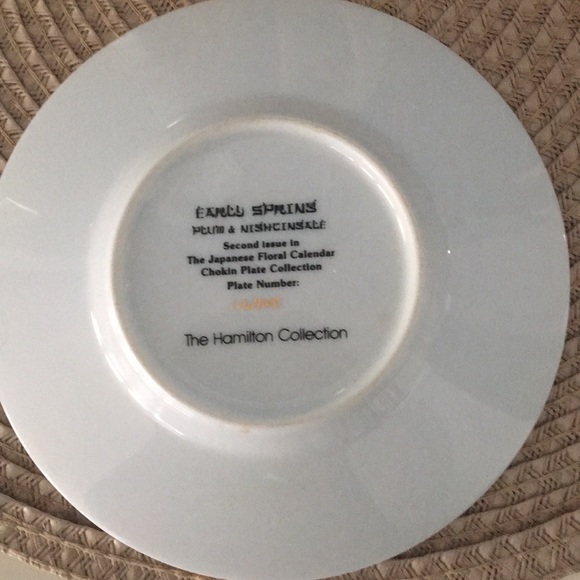 EARLY SPRING
PLUM & NIGHTINGALE
Second issue in
The Japanese Floral Calendar
Chokin Plate Collection
Plate Number:
The Hamilton Collection